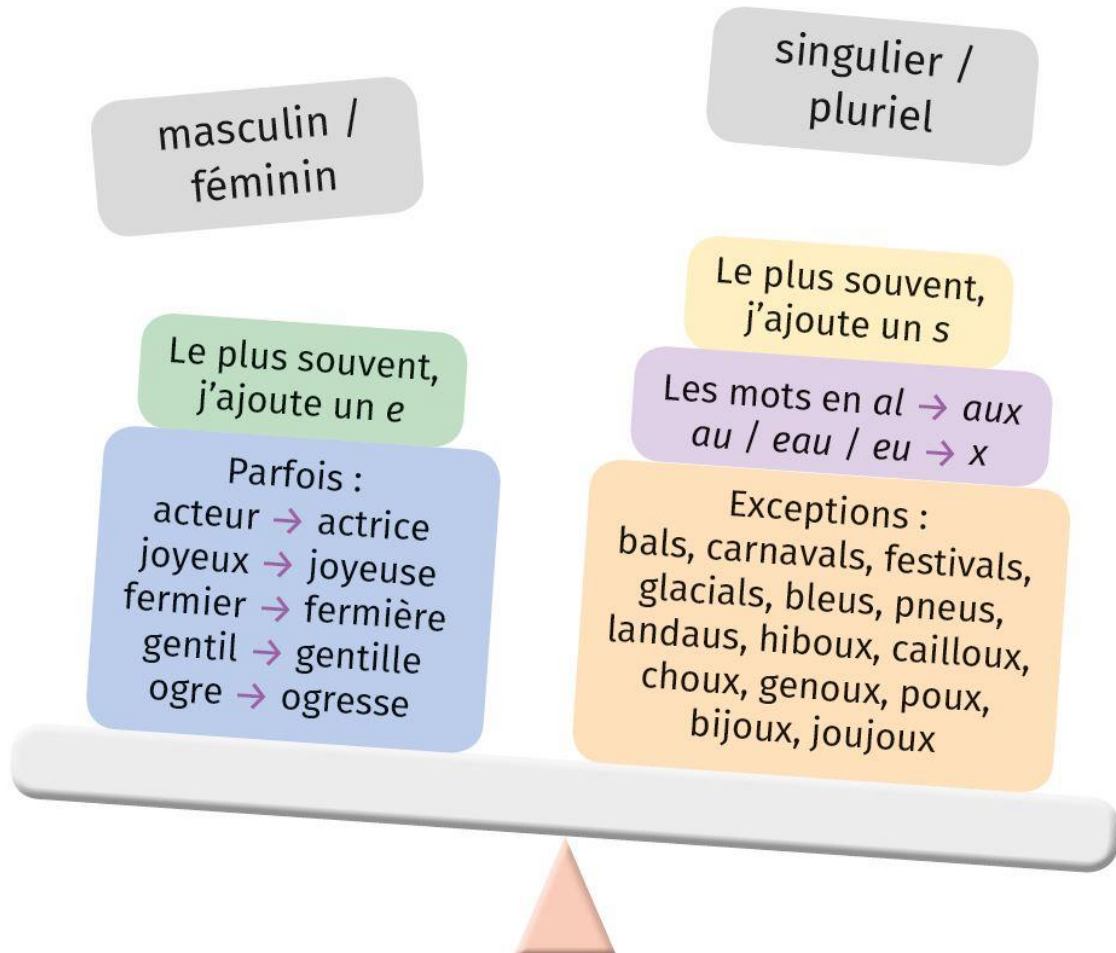 masculin /
féminin
singulier /
pluriel
Le plus souvent,
j'ajoute un e
Parfois :
acteur → actrice
joyeux → joyeuse
fermier → fermière
gentil → gentille
ogre → ogresse
Le plus souvent,
j'ajoute un s
Les mots en al → aux
au / eau / eu → x
Exceptions :
bals, carnavals, festivals,
glacials, bleus, pneus,
landaus, hiboux, cailloux,
choux, genoux, poux,
bijoux, joujoux